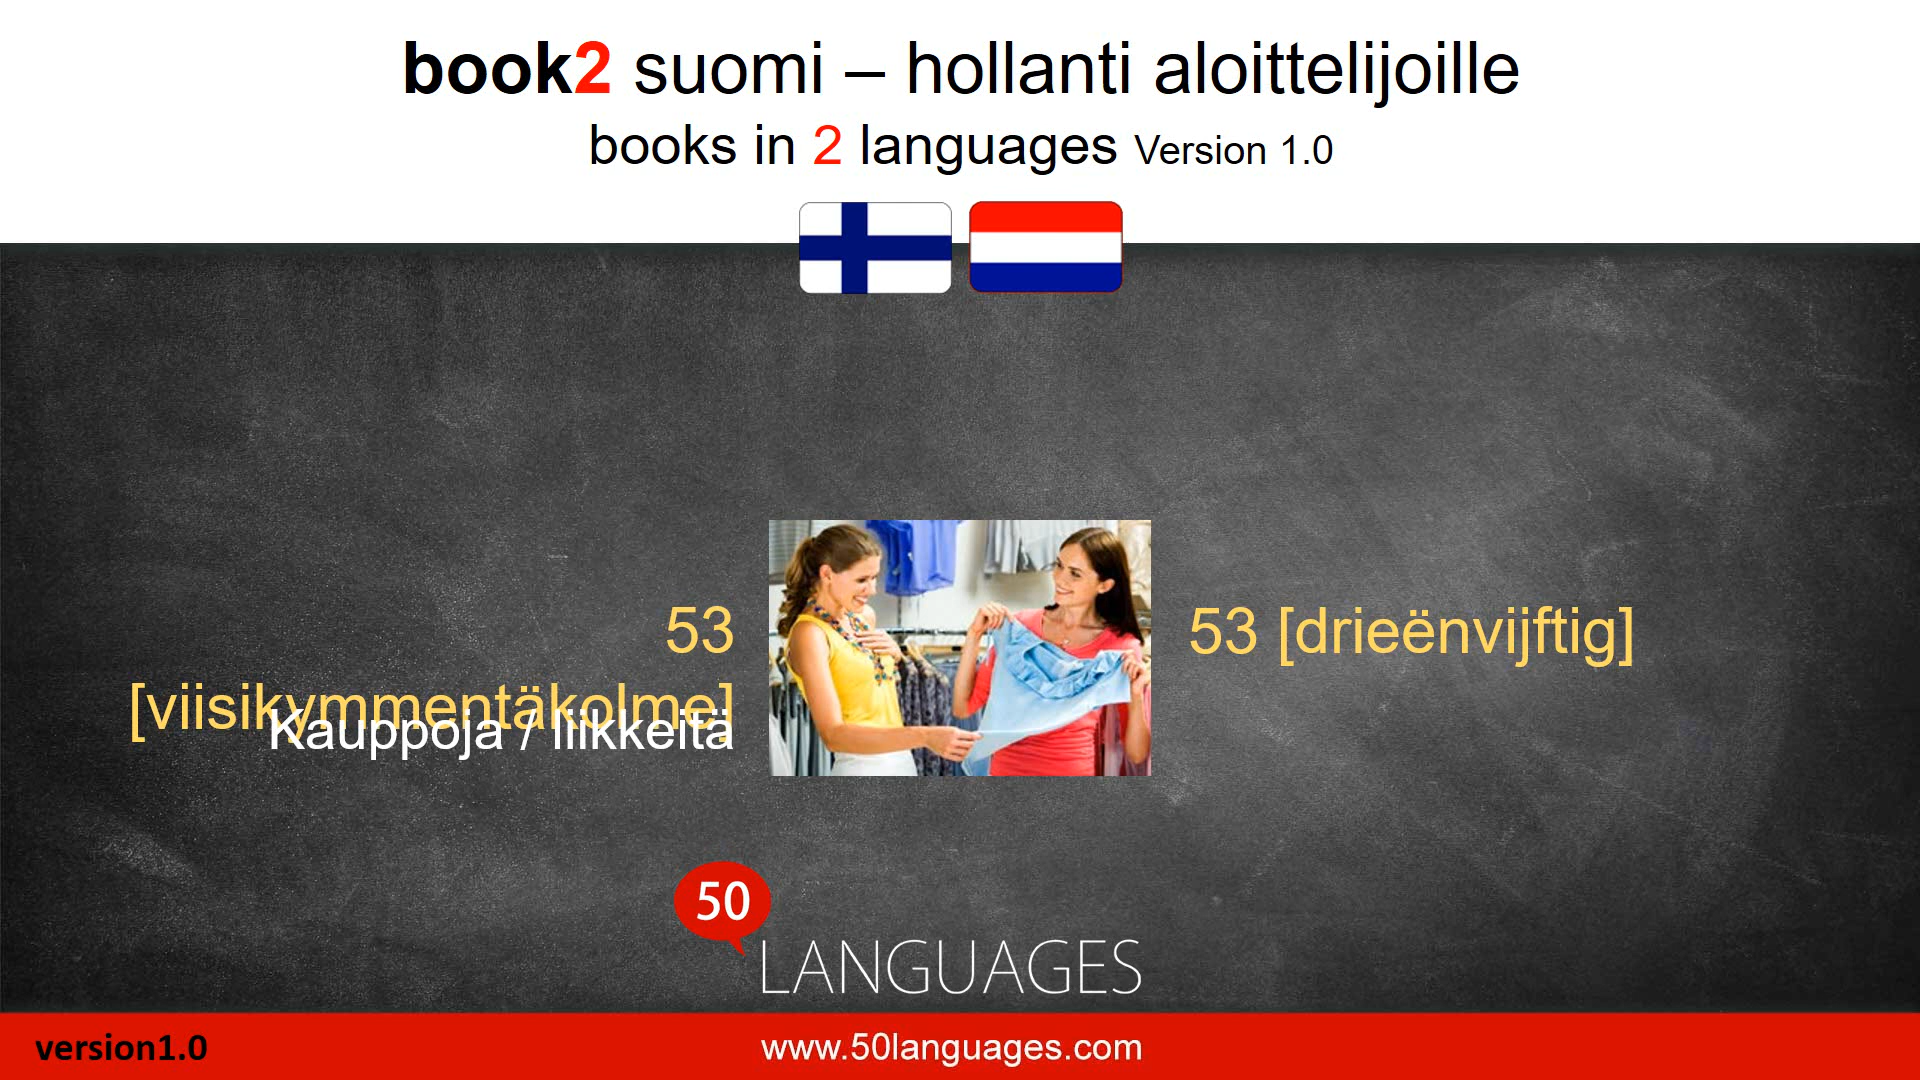 book2 suomi – hollanti aloittelijoille
books in 2 languages Version 1.0
53
[viisikymmentäkolme]
Kauppoja / liikkeitä
53 [drieënvijftig]
50
LANGUAGES
version1.0
www.50languages.com